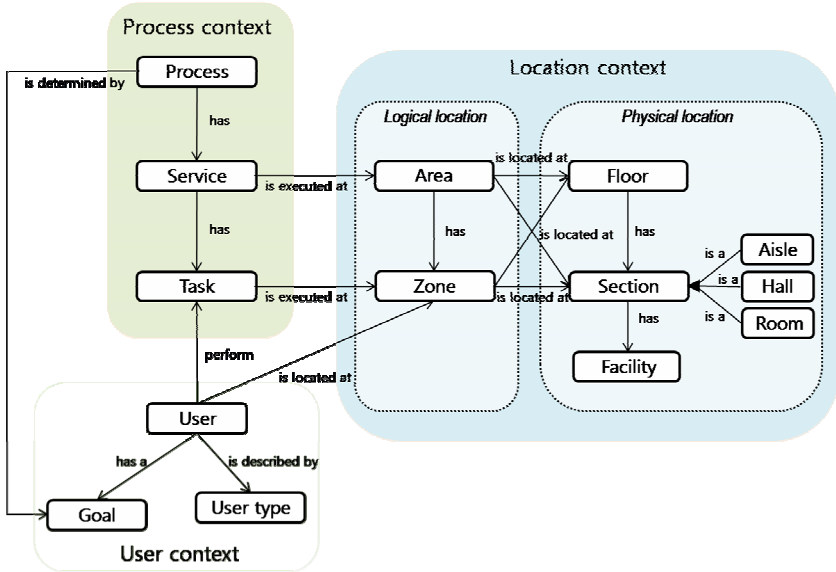 Process context
Process
is determined by
has
Service
is executed at
has
Task
is executed at
perform
is located at
User
has a
is described by
Goal
User type
User context
Location context
Logical location
Physical location
Area
is located at
Floor
has
is located at
has
Zone
is located at
Section
has
Facility
is a
Aisle
is a
Hall
is a
Room